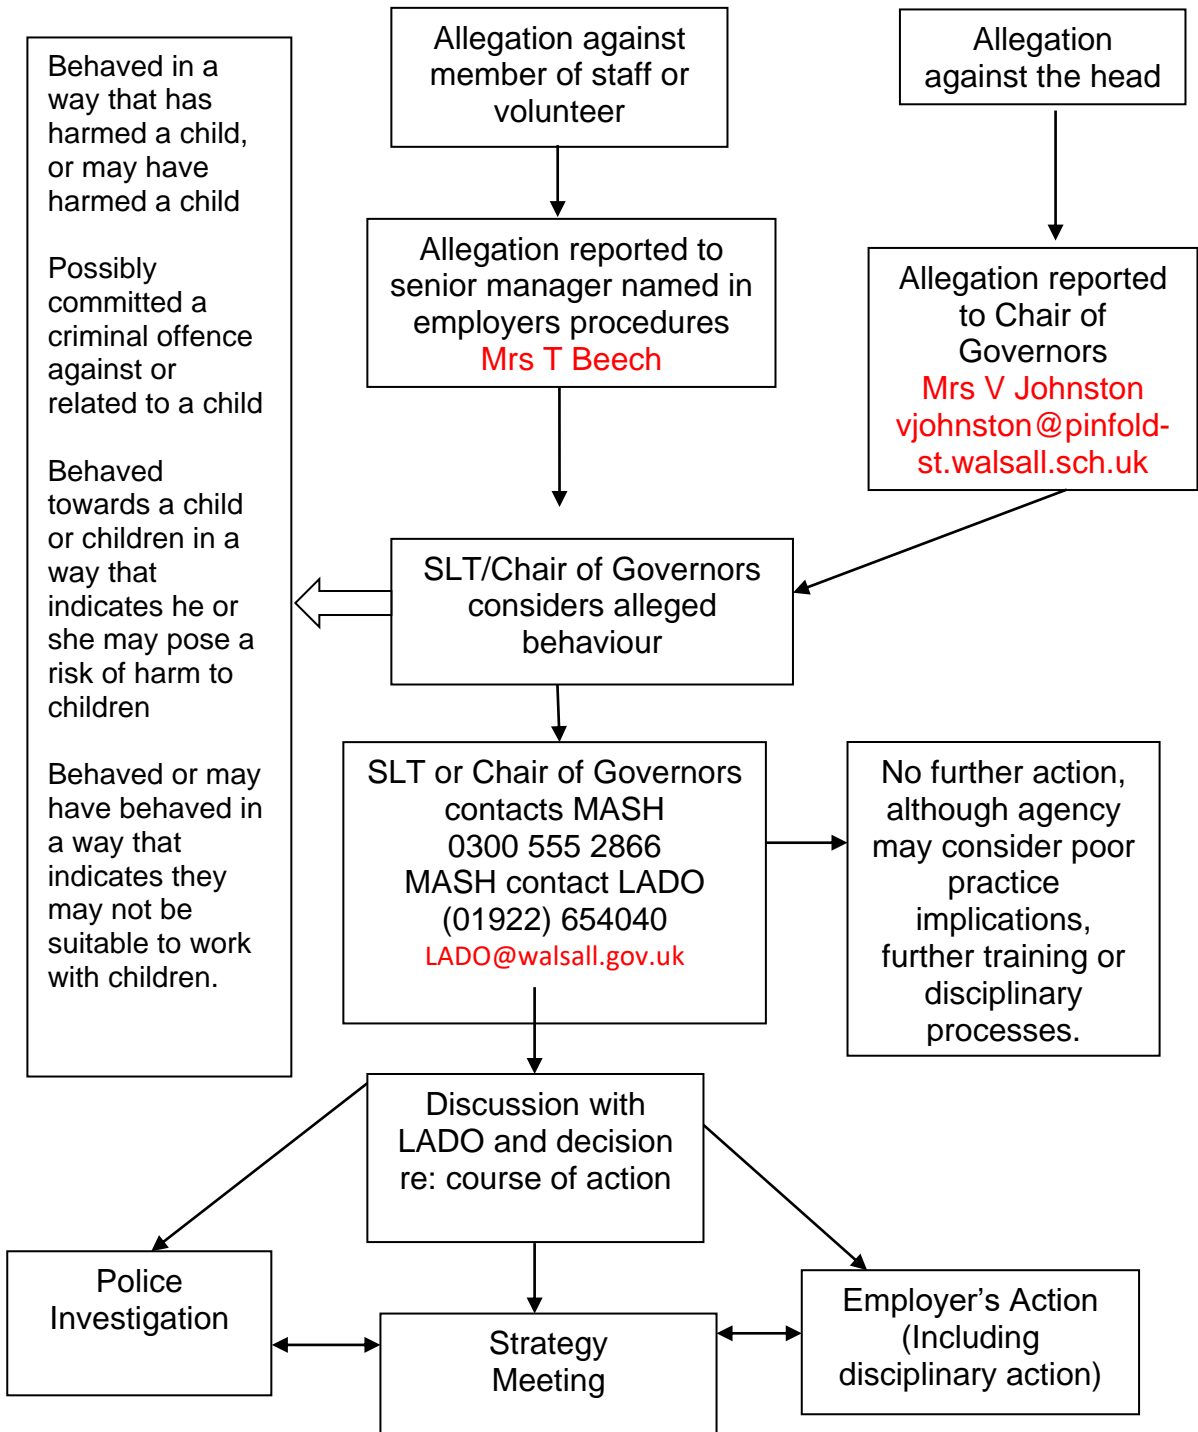 Behaved in a
way that has
harmed a child,
or may have
harmed a child
Possibly
committed a
criminal offence
against or
related to a child
Behaved
towards a child
or children in a
way that
indicates he or
she may pose a
risk of harm to
children
Behaved or may
have behaved in
a way that
indicates they
may not be
suitable to work
with children.
Allegation against
member of staff or
volunteer
Allegation
against the head
Allegation reported to
senior manager named in
employers procedures
Mrs T Beech
Allegation reported
to Chair of
Governors
Mrs V Johnston
vjohnston@pinfold-
st.walsall.sch.uk
SLT/Chair of Governors
considers alleged
behaviour
SLT or Chair of Governors
contacts MASH
0300 555 2866
MASH contact LADO
(01922) 654040
LADO@walsall.gov.uk
No further action,
although agency
may consider poor
practice
implications,
further training or
disciplinary
processes.
Discussion with
LADO and decision
re: course of action
Police
Investigation
Strategy
Meeting
Employer’s Action
(Including
disciplinary action)